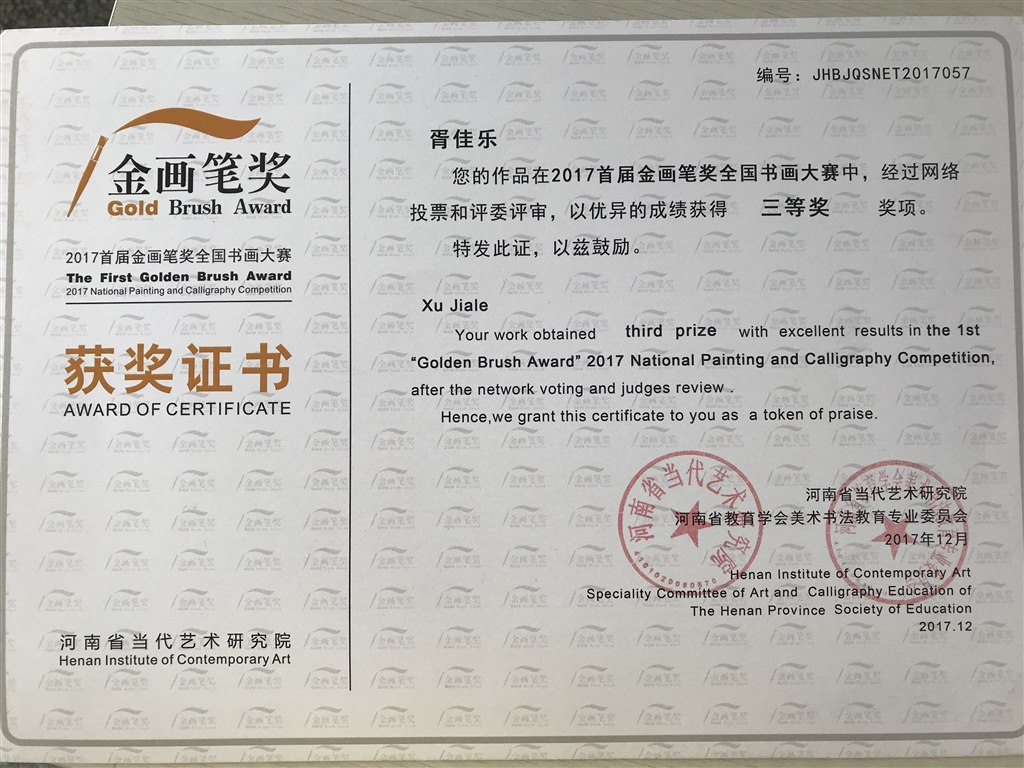 编号：JHBJQSNET2017057
金画笔奖
Gold Brush Award
2017首届金画笔奖全国书画大赛
The First Golden Brush Award
2017 National Painting and Calligraphy Competition
获奖证书
AWARD OF CERTIFICATE
河南省当代艺术研究院
Henan Institute of Contemporary Art
胥佳乐
您的作品在2017首届金画笔奖全国书画大赛中，经过网络
投票和评委评审，以优异的成绩获得 三等奖 奖项。
特发此证，以兹鼓励。
Xu Jiale
Your work obtained third prize with excellent results in the 1st
“Golden Brush Award” 2017 National Painting and Calligraphy Competition,
after the network voting and judges review .
Hence,we grant this certificate to you as a token of praise.
河南省当代艺术研究院
河南省教育学会美术书法教育专业委员会
2017年12月
Henan Institute of Contemporary Art
Speciality Committee of Art and Calligraphy Education of
The Henan Province Society of Education
2017.12
河南省当代艺术研究院